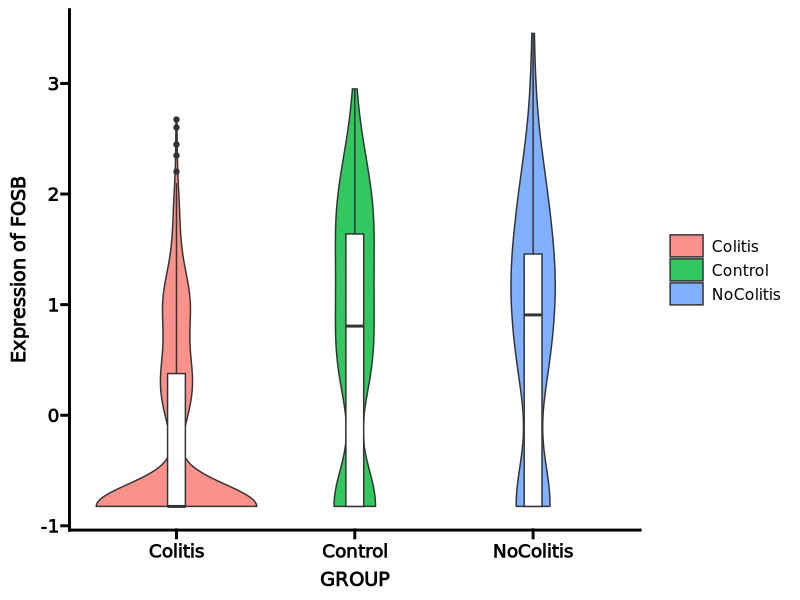 Expression of FOSB
3
2
1
0
-1
Colitis
Control
NoColitis
GROUP
Colitis
Control
NoColitis